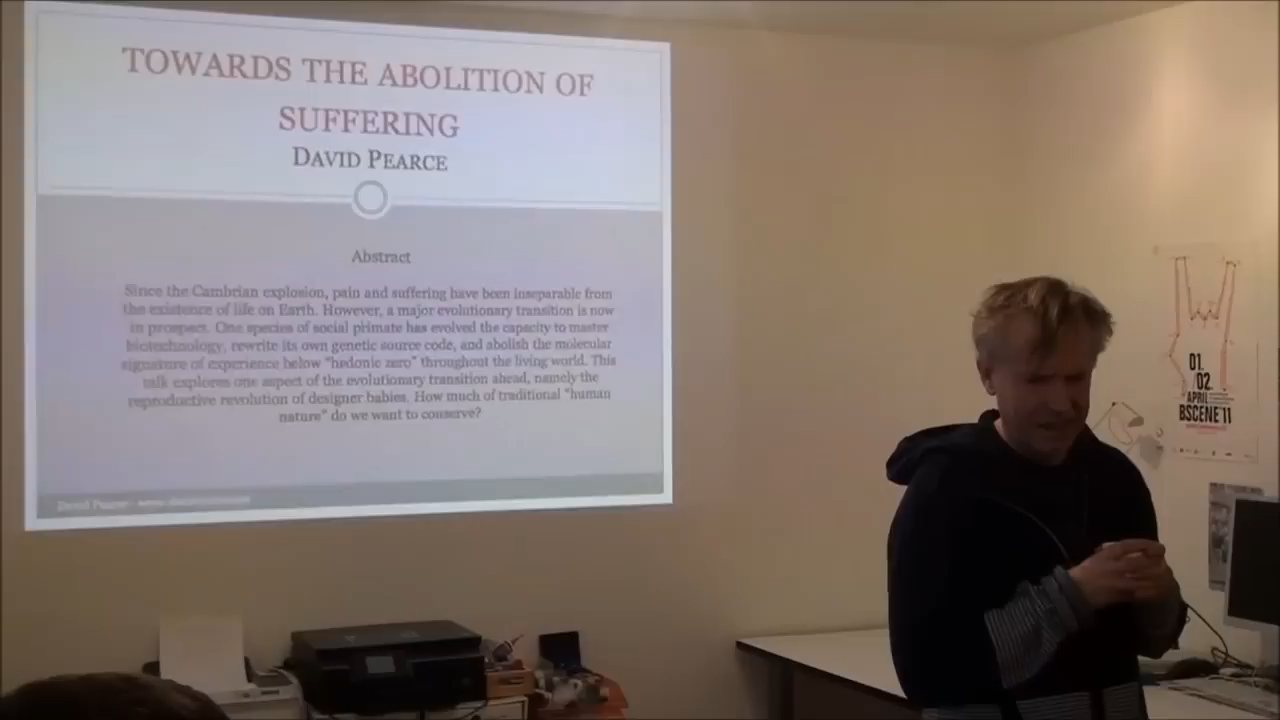 TOWARDS THE ABOLITION OF
SUFFERING
DAVID PEARCE
Abstract
Since the Cambrian explosion, pain and suffering have been inseparable from
the existence of life on Earth. However, a major evolutionary transition is now
in prospect. One species of social primate has evolved the capacity to master
biotechnology, rewrite its own genetic source code, and abolish the molecular
signature of experience below "hedonic zero" throughout the living world. This
talk explores one aspect of the evolutionary transition ahead, namely the
reproductive revolution of designer babies. How much of traditional "human
nature" do we want to conserve?
David Pearce
01.
/02.
APRIL
BSCENE'11